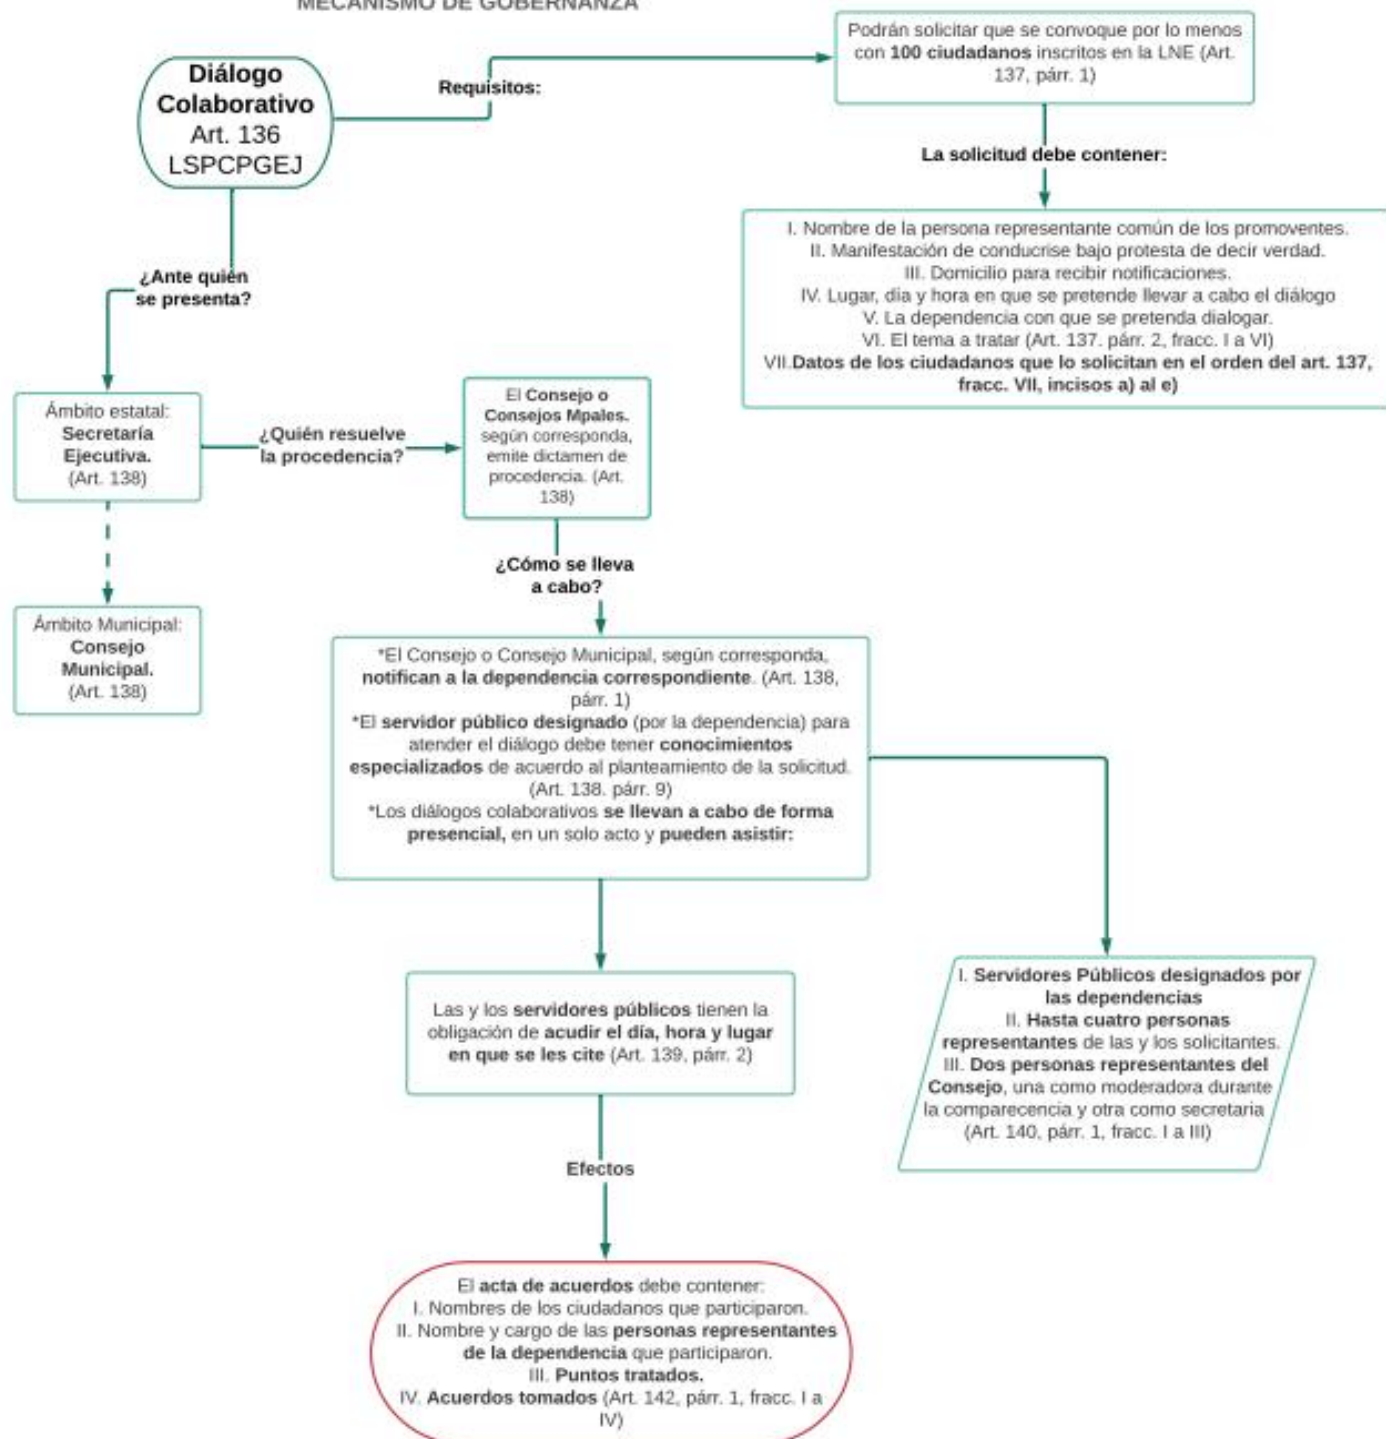 MECANISMO DE GOBERNANZA
Diálogo
Colaborativo
Art. 136
LSPCPGEJ
Requisitos:
Podrán solicitar que se convoque por lo menos
con 100 ciudadanos inscritos en la LNE (Art.
137, párr. 1)
La solicitud debe contener:
I. Nombre de la persona representante común de los promoventes.
II. Manifestación de conducrise bajo protesta de decir verdad.
III. Domicilio para recibir notificaciones.
IV. Lugar, día y hora en que se pretende llevar a cabo el diálogo
V. La dependencia con que se pretenda dialogar.
VI. El tema a tratar (Art. 137. párr. 2, fracc. I a VI)
VII.Datos de los ciudadanos que lo solicitan en el orden del art. 137,
fracc. VII, incisos a) al e)
¿Ante quién
se presenta?
Ámbito estatal:
Secretaría
Ejecutiva.
(Art. 138)
¿Quién resuelve
la procedencia?
El Consejo o
Consejos Mpales.
según corresponda,
emite dictamen de
procedencia. (Art.
138)
Ámbito Municipal:
Consejo
Municipal.
(Art. 138)
¿Cómo se lleva
a cabo?
*El Consejo o Consejo Municipal, según corresponda,
notifican a la dependencia correspondiente. (Art. 138,
párr. 1)
*El servidor público designado (por la dependencia) para
atender el diálogo debe tener conocimientos
especializados de acuerdo al planteamiento de la solicitud.
(Art. 138. párr. 9)
*Los diálogos colaborativos se llevan a cabo de forma
presencial, en un solo acto y pueden asistir:
I. Servidores Públicos designados por
las dependencias
II. Hasta cuatro personas
representantes de las y los solicitantes.
III. Dos personas representantes del
Consejo, una como moderadora durante
la comparecencia y otra como secretaria
(Art. 140, párr. 1, fracc. I a III)
Las y los servidores públicos tienen la
obligación de acudir el día, hora y lugar
en que se les cite (Art. 139, párr. 2)
Efectos
El acta de acuerdos debe contener:
I. Nombres de los ciudadanos que participaron.
II. Nombre y cargo de las personas representantes
de la dependencia que participaron.
III. Puntos tratados.
IV. Acuerdos tomados (Art. 142, párr. 1, fracc. I a
IV)